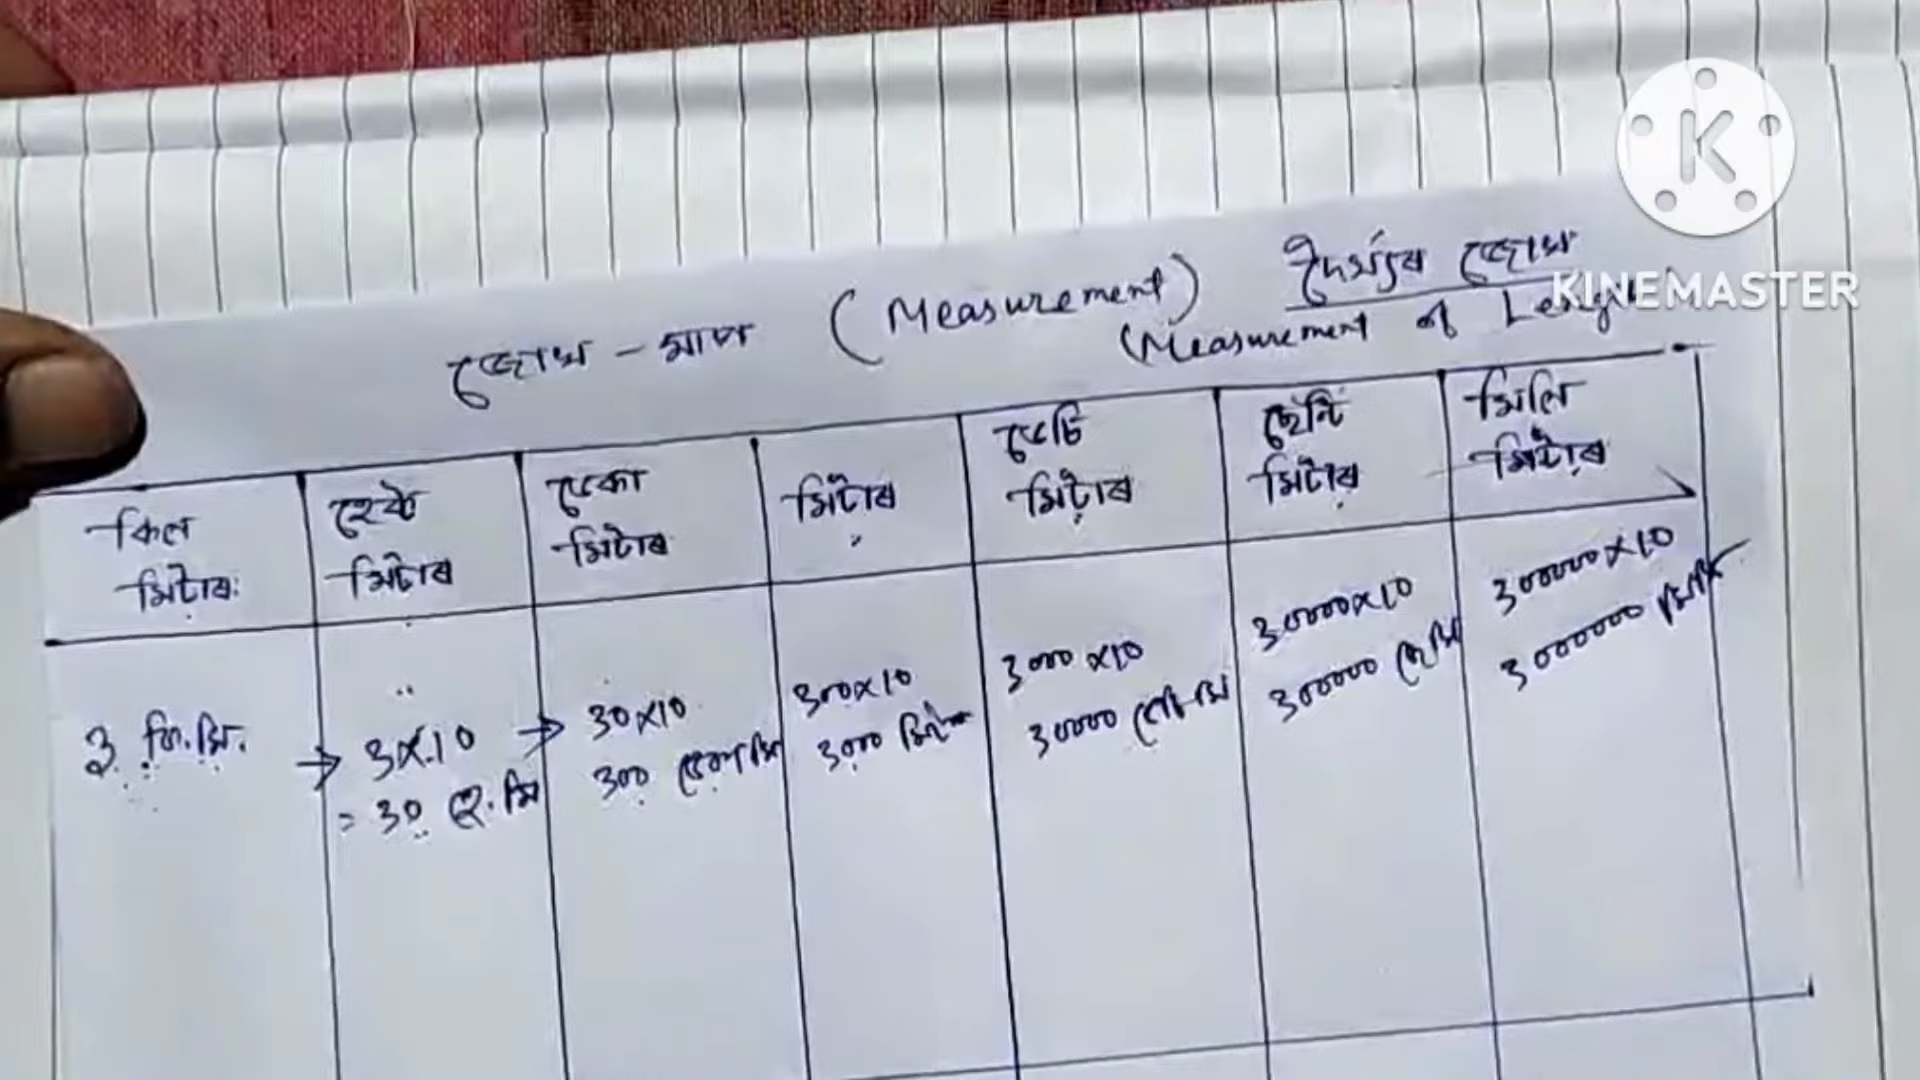 K
KINEMASTER
জোখ - মাপ (Measurement)
দৈৰ্ঘ্যৰ জোখ
(Measurement of
কিল মিটাৰ
হেক্টো মিটাৰ
ডেকা মিটাৰ
মিটাৰ
ডেচি মিটাৰ
ছেন্টি মিটাৰ
মিলি মিটাৰ
3 কি.মি.
→ 3×10
= 30 হে. মি
→ 30×10
300 ডেকা মি
300×10
3000 মিটাৰ
3000×10
30000 ডেচি মি
30000×10
300000 ছে মি
300000×10
3000000 মি মি